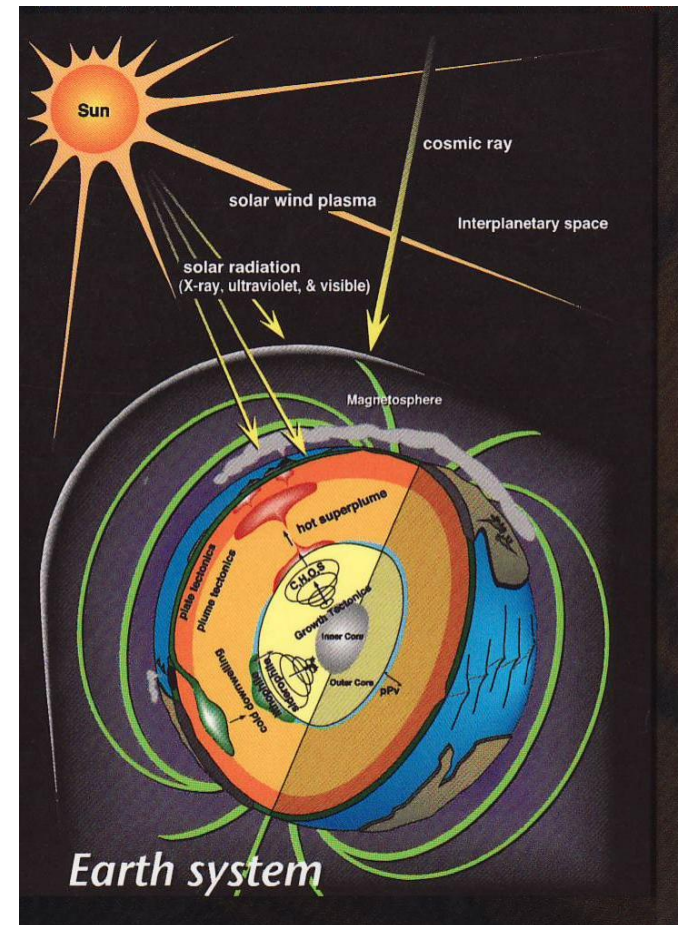 Sun
cosmic ray
solar wind plasma
Interplanetary space
solar radiation
(X-ray, ultraviolet, & visible)
Magnetosphere
hot superplume
plate tectonics
plume tectonics
C,H,O,S
Growth Tectonics
Inner Core
Outer Core
siderophile
cold downwelling
pPv
Earth system